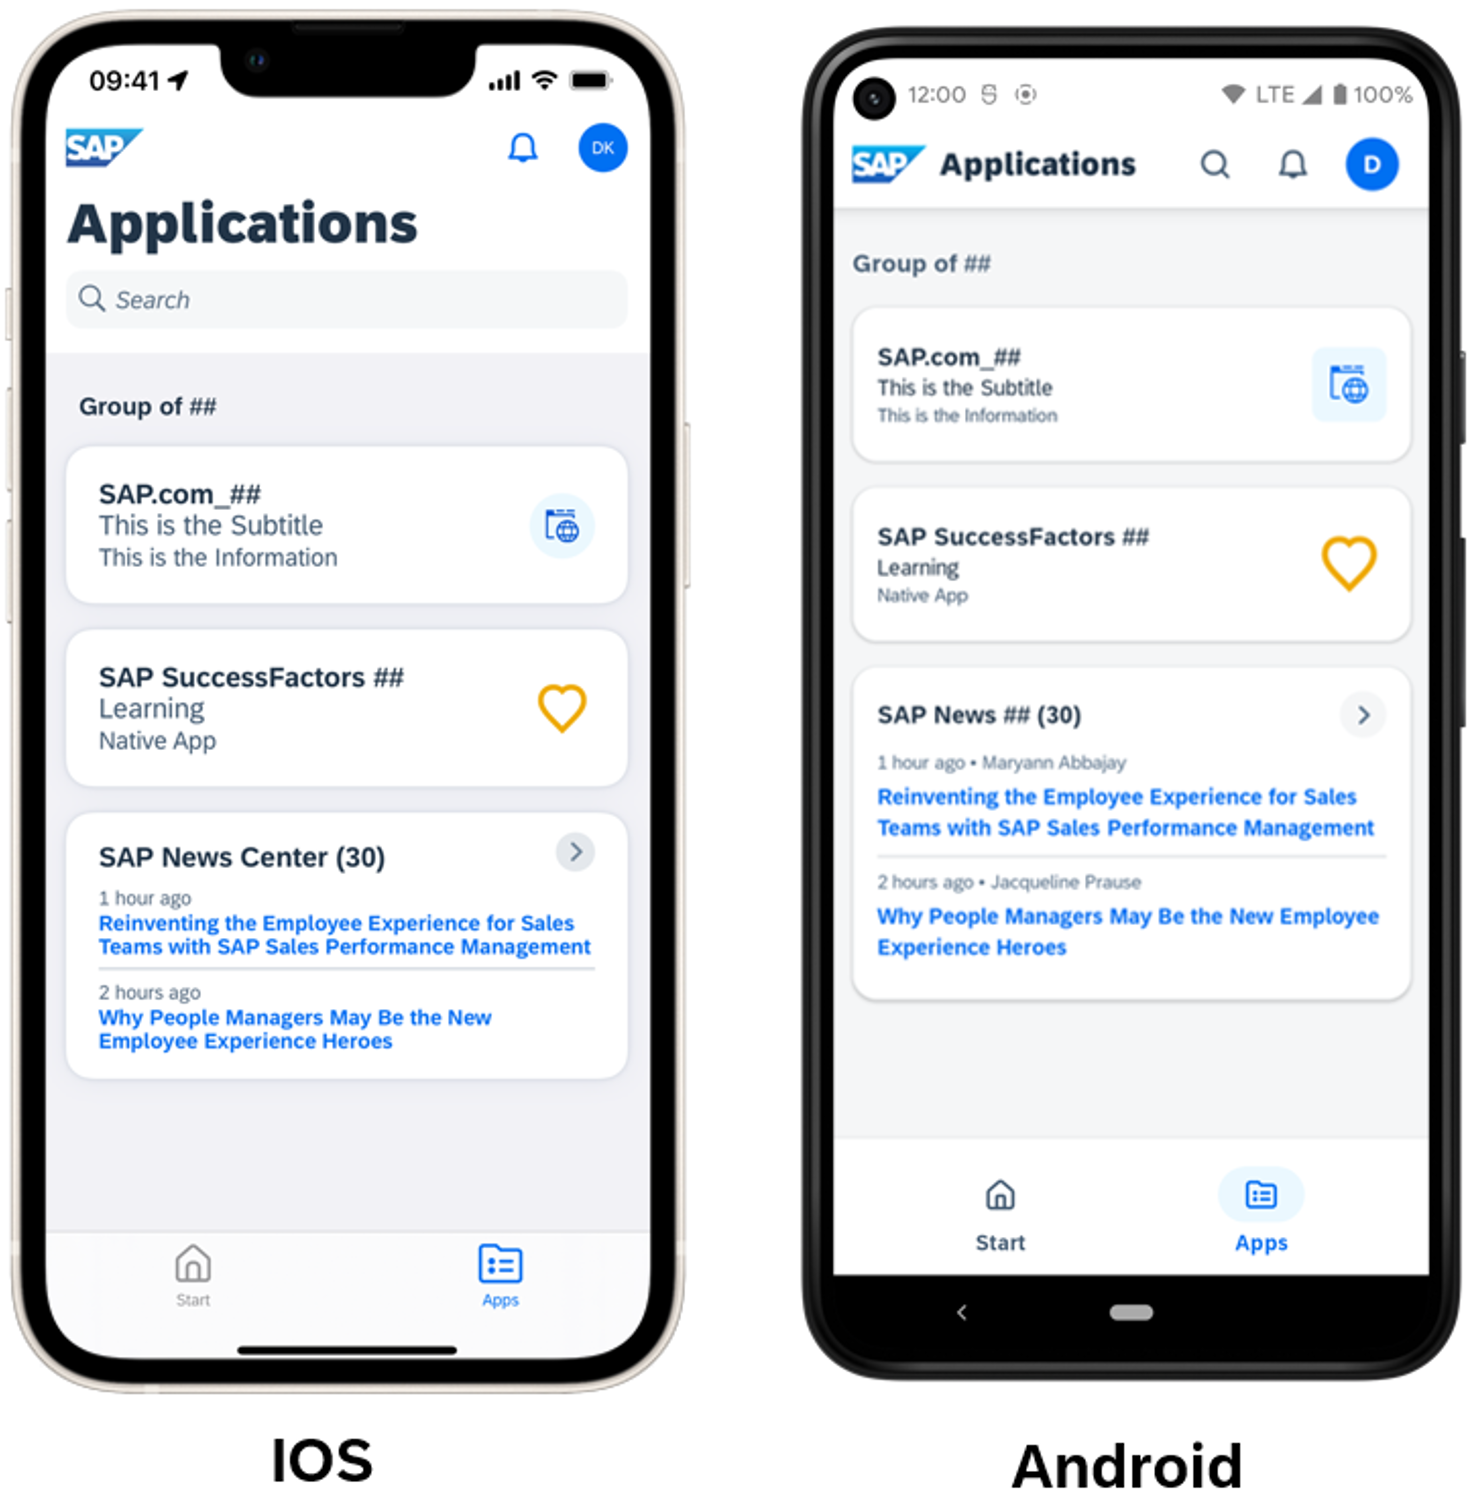 09:41
SAP
DK
Applications
Search
Group of ##
SAP.com_##
This is the Subtitle
This is the Information
SAP SuccessFactors ##
Learning
Native App
SAP News Center (30)
1 hour ago
Reinventing the Employee Experience for Sales
Teams with SAP Sales Performance Management
2 hours ago
Why People Managers May Be the New
Employee Experience Heroes
Start
Apps
IOS
12:00
LTE
100%
SAP
Applications
D
Group of ##
SAP.com_##
This is the Subtitle
This is the Information
SAP SuccessFactors ##
Learning
Native App
SAP News ## (30)
1 hour ago • Maryann Abbajay
Reinventing the Employee Experience for Sales
Teams with SAP Sales Performance Management
2 hours ago • Jacqueline Prause
Why People Managers May Be the New Employee
Experience Heroes
Start
Apps
Android